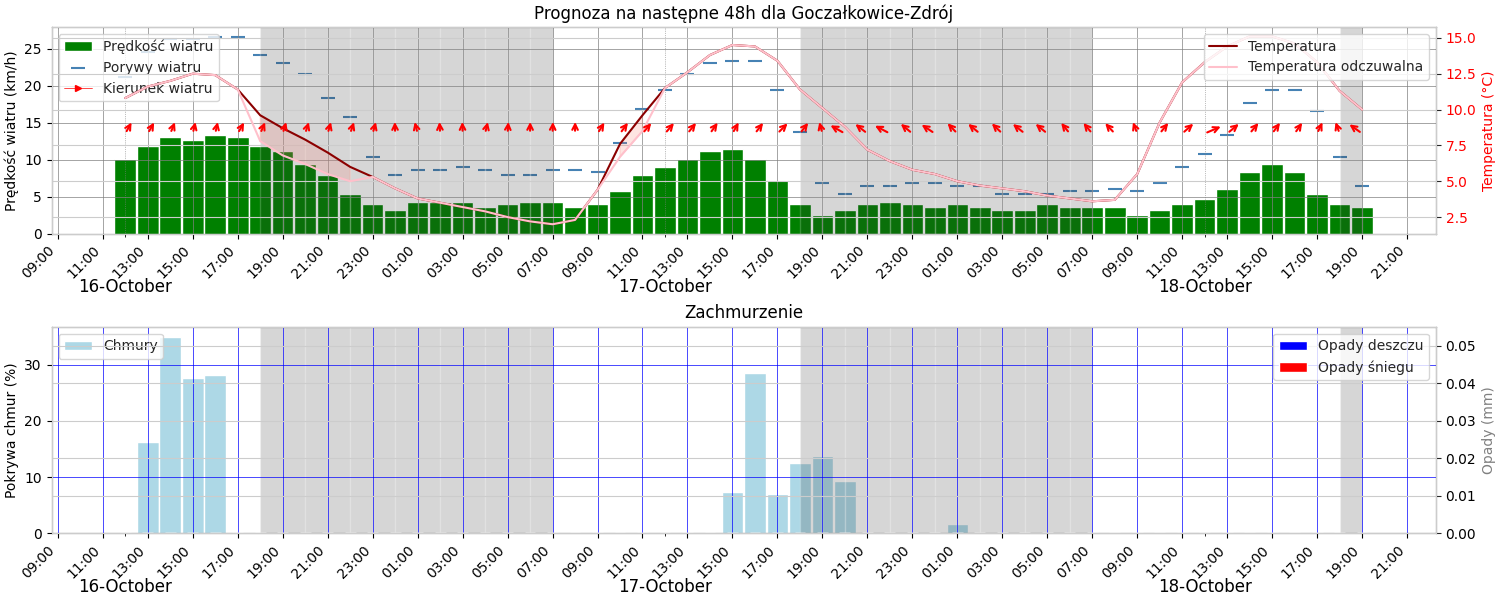 Prognoza na następne 48h dla Goczałkowice-Zdrój
Prędkość wiatru (km/h)
25
20
15
10
5
0
Prędkość wiatru
Porywy wiatru
Kierunek wiatru
Temperatura
Temperatura odczuwalna
15.0
12.5
10.0
7.5
5.0
2.5
Temperatura (°C)
09:00 11:00 13:00 15:00 17:00 19:00 21:00 23:00 01:00 03:00 05:00 07:00 09:00 11:00 13:00 15:00 17:00 19:00 21:00 23:00 01:00 03:00 05:00 07:00 09:00 11:00 13:00 15:00 17:00 19:00 21:00
16-October 17-October 18-October
Zachmurzenie
Pokrywa chmur (%)
30
20
10
0
Chmury
Opady deszczu
Opady śniegu
0.05
0.04
0.03
0.02
0.01
0.00
Opady (mm)
09:00 11:00 13:00 15:00 17:00 19:00 21:00 23:00 01:00 03:00 05:00 07:00 09:00 11:00 13:00 15:00 17:00 19:00 21:00 23:00 01:00 03:00 05:00 07:00 09:00 11:00 13:00 15:00 17:00 19:00 21:00
16-October 17-October 18-October